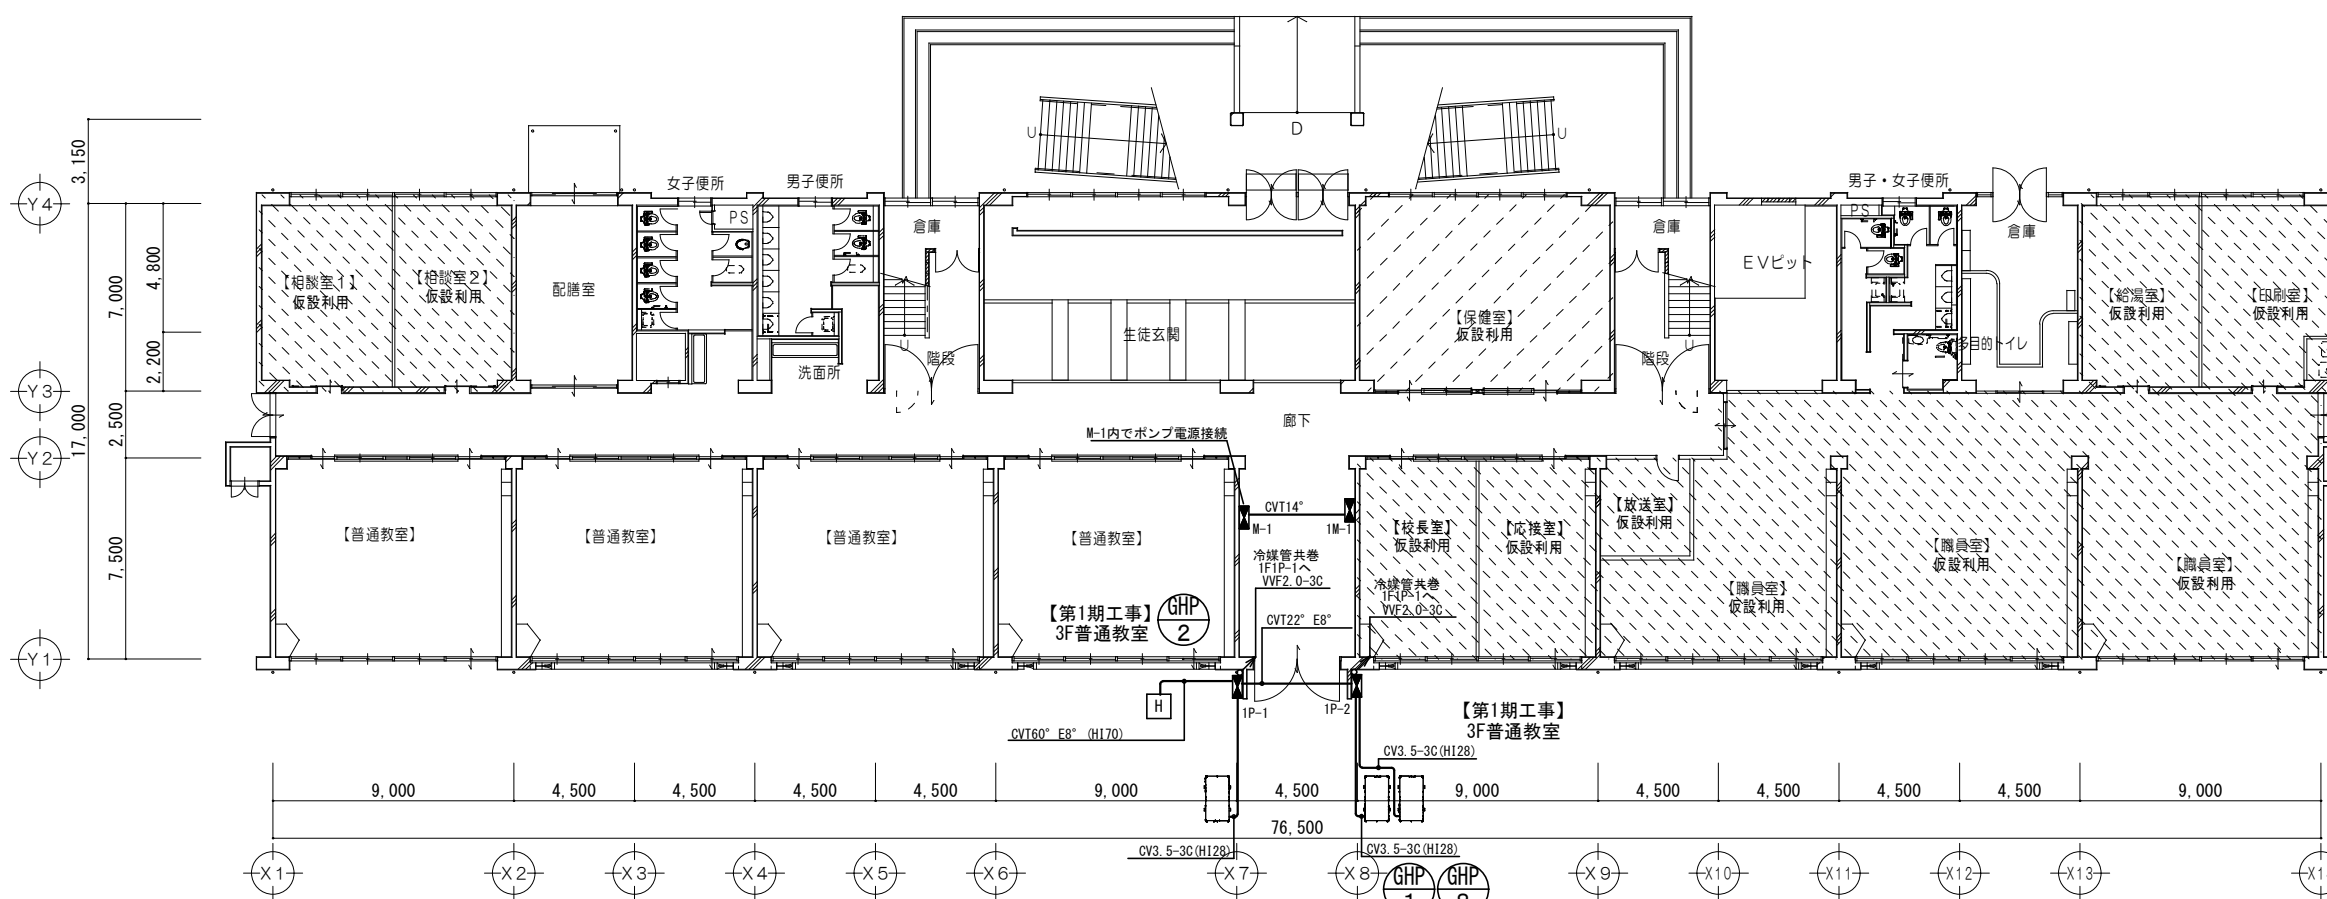 D
U
U
3,150
女子便所
男子便所
男子・女子便所
Y4
PS
倉庫
倉庫
PS
倉庫
4,800
7,000
【相談室1】
仮設利用
【相談室2】
仮設利用
配膳室
EVピット
【給湯室】
仮設利用
【印刷室】
仮設利用
【保健室】
仮設利用
生徒玄関
2,200
U
階段
U
階段
多目的トイレ
洗面所
Y3
17,000
2,500
廊下
M-1内でポンプ電源接続
Y2
CVT14°
M-1
1M-1
【普通教室】
【普通教室】
【普通教室】
【普通教室】
【校長室】
仮設利用
【応接室】
仮設利用
【放送室】
仮設利用
【職員室】
仮設利用
【職員室】
仮設利用
【職員室】
仮設利用
7,500
冷媒管共巻
1F1P-1へ
VVF2.0-3C
冷媒管共巻
1F1P-1へ
VVF2.0-3C
【第1期工事】
3F普通教室
GHP
2
CVT22° E8°
Y1
H
1P-1
1P-2
【第1期工事】
3F普通教室
CVT60° E8° (HI70)
CV3.5-3C(HI28)
9,000
4,500
4,500
4,500
4,500
9,000
4,500
9,000
4,500
4,500
4,500
4,500
9,000
76,500
CV3.5-3C(HI28)
CV3.5-3C(HI28)
X1
X2
X3
X4
X5
X6
X7
X8
GHP
GHP
X9
X10
X11
X12
X13